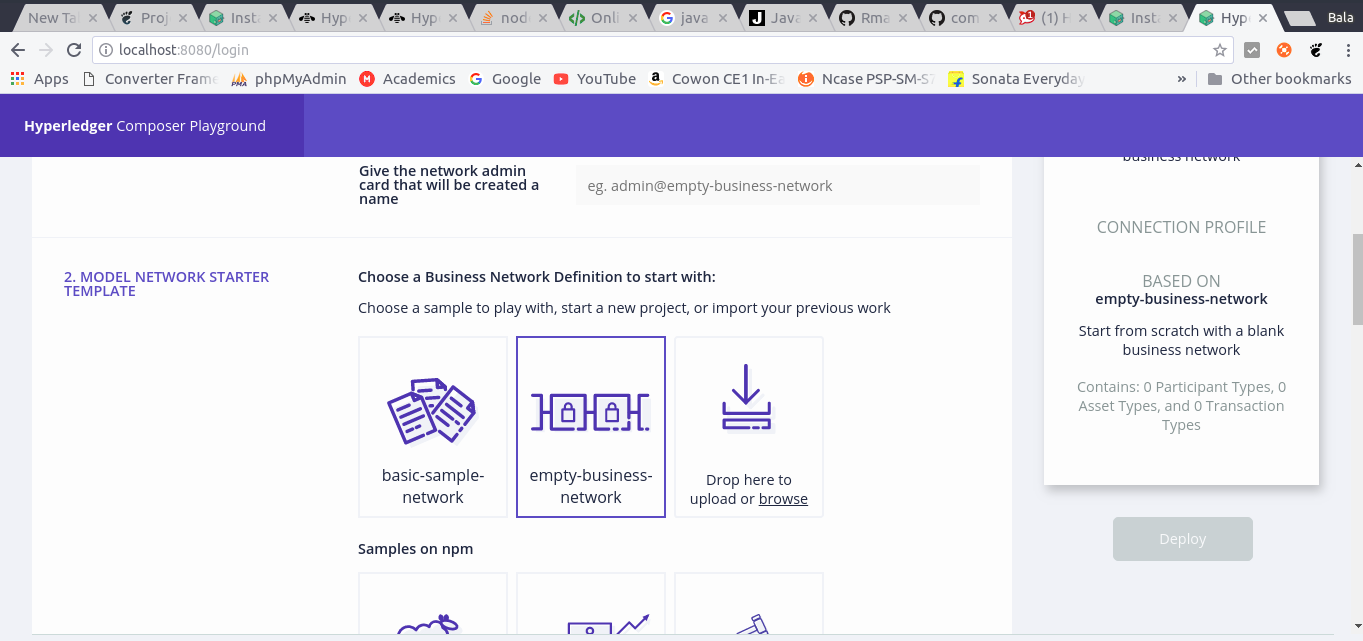 New Ta
Proj
Insta
Hype
Hype
node
Onli
java
Java
Rma
com
(1) H
Insta
Hype
Bala
localhost:8080/login
Apps
Converter Frame
phpMyAdmin
Academics
Google
YouTube
Cowon CE1 In-Ea
Ncase PSP-SM-S7
Sonata Everyday
»
Other bookmarks
Hyperledger Composer Playground
Give the network admin
card that will be created a
name
eg. admin@empty-business-network
2. MODEL NETWORK STARTER
TEMPLATE
Choose a Business Network Definition to start with:
Choose a sample to play with, start a new project, or import your previous work
basic-sample-
network
empty-business-
network
Drop here to
upload or browse
Samples on npm
business network
CONNECTION PROFILE
BASED ON
empty-business-network
Start from scratch with a blank
business network
Contains: 0 Participant Types, 0
Asset Types, and 0 Transaction
Types
Deploy